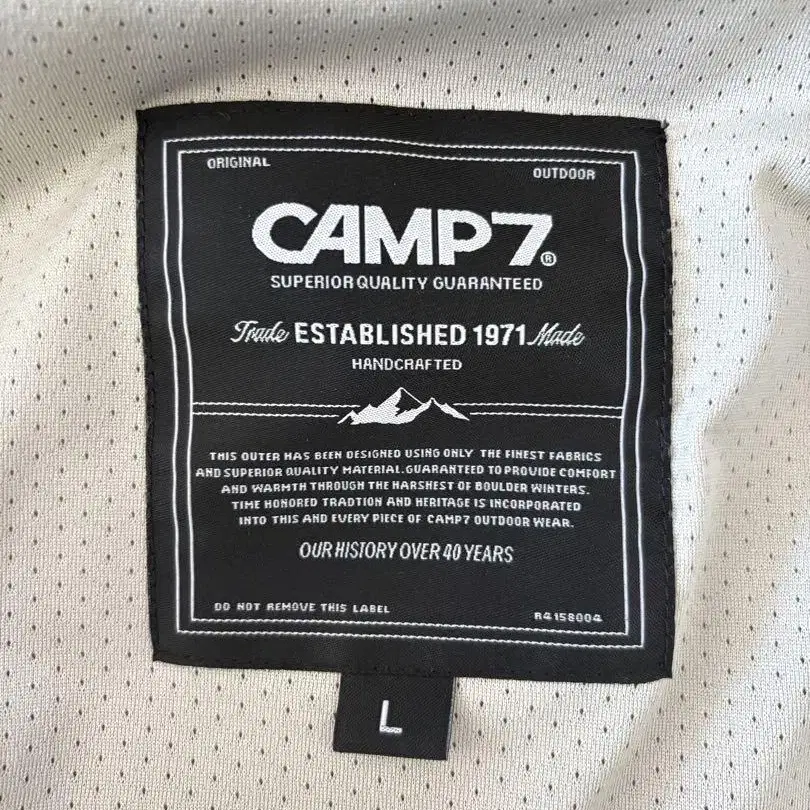 ORIGINAL
OUTDOOR
CAMP7®
SUPERIOR QUALITY GUARANTEED
Trade ESTABLISHED 1971 Made
HANDCRAFTED
THIS OUTER HAS BEEN DESIGNED USING ONLY THE FINEST FABRICS
AND SUPERIOR QUALITY MATERIAL.GUARANTEED TO PROVIDE COMFORT
AND WARMTH THROUGH THE HARSHEST OF BOULDER WINTERS.
TIME HONORED TRADTION AND HERITAGE IS INCORPORATED
INTO THIS AND EVERY PIECE OF CAMP7 OUTDOOR WEAR.
OUR HISTORY OVER 40 YEARS
DO NOT REMOVE THIS LABEL
R4158004
L